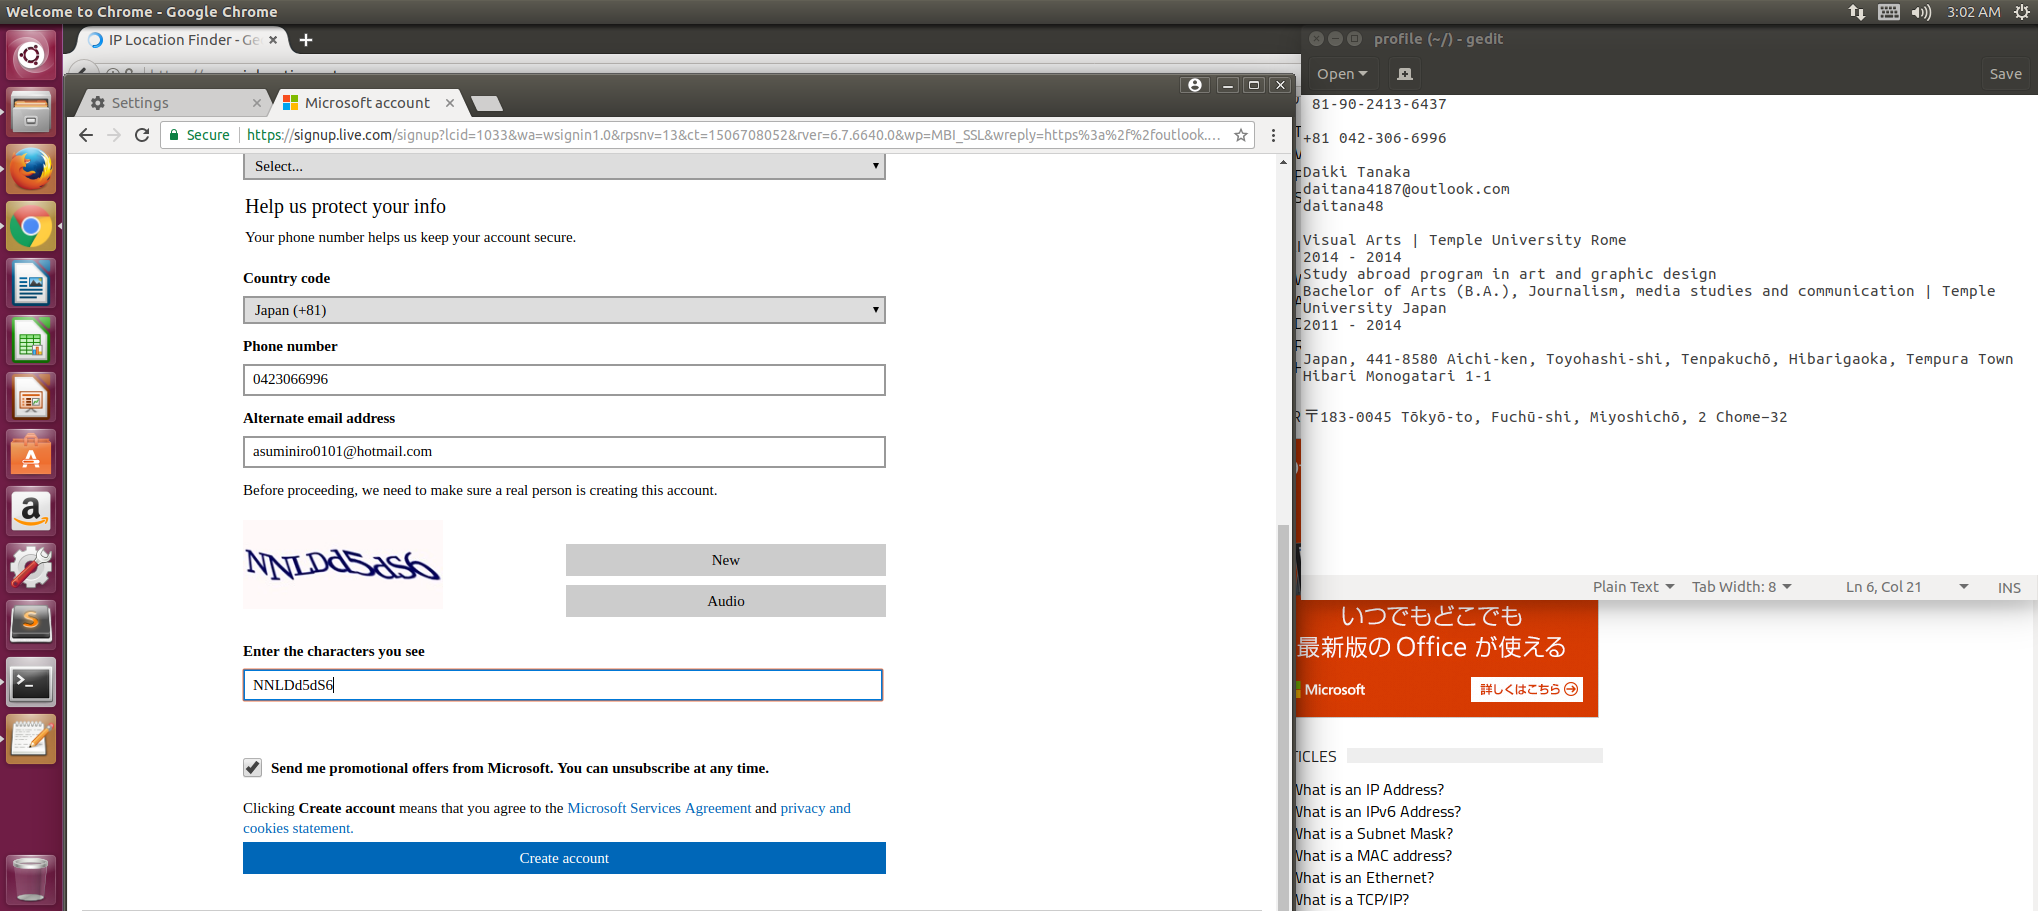 Welcome to Chrome - Google Chrome
3:02 AM
IP Location Finder - Ge
profile (~/) - gedit
Open
Save
Settings
Microsoft account
Secure
https://signup.live.com/signup?lcid=1033&wa=wsignin1.0&rpsnv=13&ct=1506708052&rver=6.7.6640.0&wp=MBI_SSL&wreply=https%3a%2f%2foutlook....
Select...
Help us protect your info
Your phone number helps us keep your account secure.
Country code
Japan (+81)
Phone number
0423066996
Alternate email address
asuminiro0101@hotmail.com
Before proceeding, we need to make sure a real person is creating this account.
NNLDd5dS6
New
Audio
Enter the characters you see
NNLDd5dS6
Send me promotional offers from Microsoft. You can unsubscribe at any time.
Clicking Create account means that you agree to the Microsoft Services Agreement and privacy and
cookies statement.
Create account
81-90-2413-6437
+81 042-306-6996
Daiki Tanaka
daitana4187@outlook.com
daitana48
Visual Arts | Temple University Rome
2014 - 2014
Study abroad program in art and graphic design
Bachelor of Arts (B.A.), Journalism, media studies and communication | Temple
University Japan
2011 - 2014
Japan, 441-8580 Aichi-ken, Toyohashi-shi, Tenpakuchō, Hibarigaoka, Tempura Town
Hibari Monogatari 1-1
〒183-0045 Tōkyō-to, Fuchū-shi, Miyoshichō, 2 Chome−32
Plain Text
Tab Width: 8
Ln 6, Col 21
INS
いつでもどこでも
最新版の Office が使える
Microsoft
詳しくはこちら
TICLES
What is an IP Address?
What is an IPv6 Address?
What is a Subnet Mask?
What is a MAC address?
What is an Ethernet?
What is a TCP/IP?